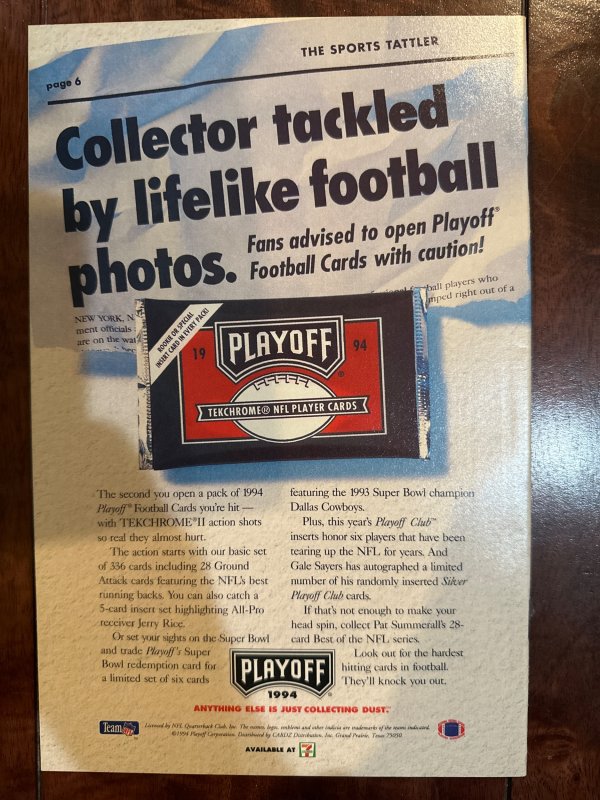 THE SPORTS TATTLER
page 6
Collector tackled
by lifelike football
photos.
Fans advised to open Playoff®
Football Cards with caution!
ball players who
right out of a
NEW YORK, N
ment officials
are on the wat
ROOKIE OR SPECIAL
INSERT CARD IN EVERY PACK!
19 PLAYOFF® 94
TEKCHROME® NFL PLAYER CARDS
The second you open a pack of 1994
Playoff® Football Cards you're hit —
with TEKCHROME®II action shots
so real they almost hurt.
The action starts with our basic set
of 336 cards including 28 Ground
Attack cards featuring the NFL's best
running backs. You can also catch a
5-card insert set highlighting All-Pro
receiver Jerry Rice.
Or set your sights on the Super Bowl
and trade Playoff's Super
Bowl redemption card for
a limited set of six cards
featuring the 1993 Super Bowl champion
Dallas Cowboys.
Plus, this year's Playoff Club™
inserts honor six players that have been
tearing up the NFL for years. And
Gale Sayers has autographed a limited
number of his randomly inserted Silver
Playoff Club cards.
If that's not enough to make your
head spin, collect Pat Summerall's 28-
card Best of the NFL series.
Look out for the hardest
hitting cards in football.
They'll knock you out.
PLAYOFF®
1994
ANYTHING ELSE IS JUST COLLECTING DUST.™
Team NFL
Licensed by NFL Quarterback Club, Inc. The names, logos, emblems and other indicia are trademarks of the teams indicated.
©1994 Playoff Corporation. Distributed by CARDZ Distribution, Inc. Grand Prairie, Texas 75050
AVAILABLE AT 7 ELEVEN